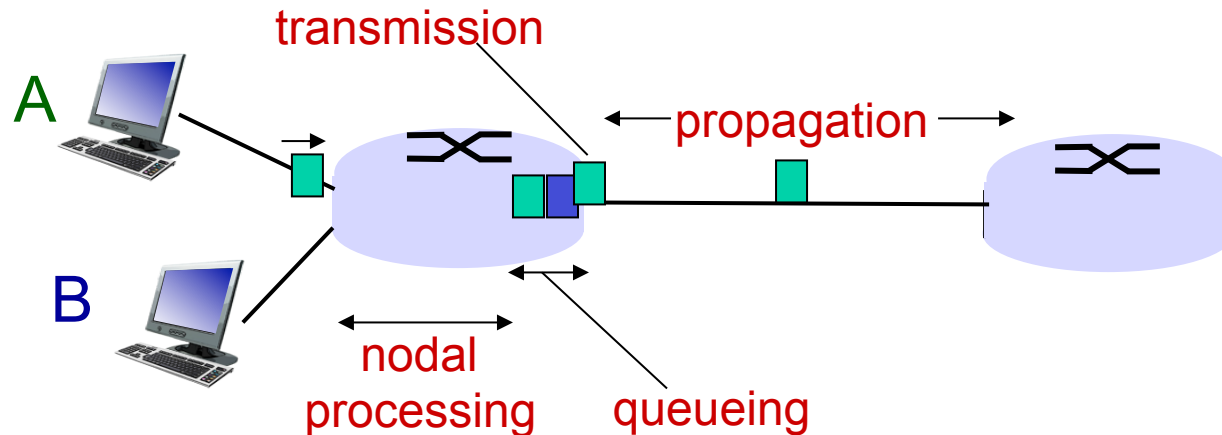 transmission
A
propagation
B
nodal
processing
queueing